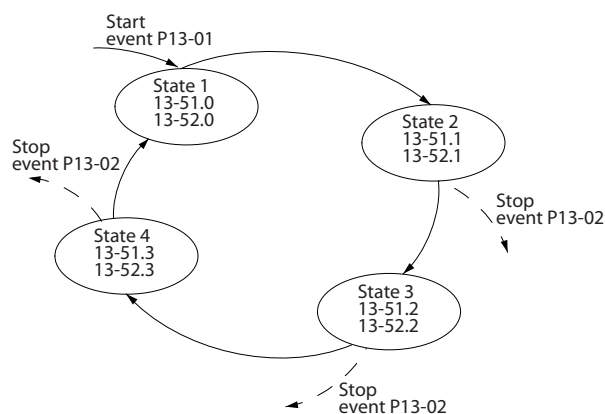 Start
event P13-01
State 1
13-51.0
13-52.0
State 2
13-51.1
13-52.1
Stop
event P13-02
Stop
event P13-02
State 4
13-51.3
13-52.3
State 3
13-51.2
13-52.2
Stop
event P13-02